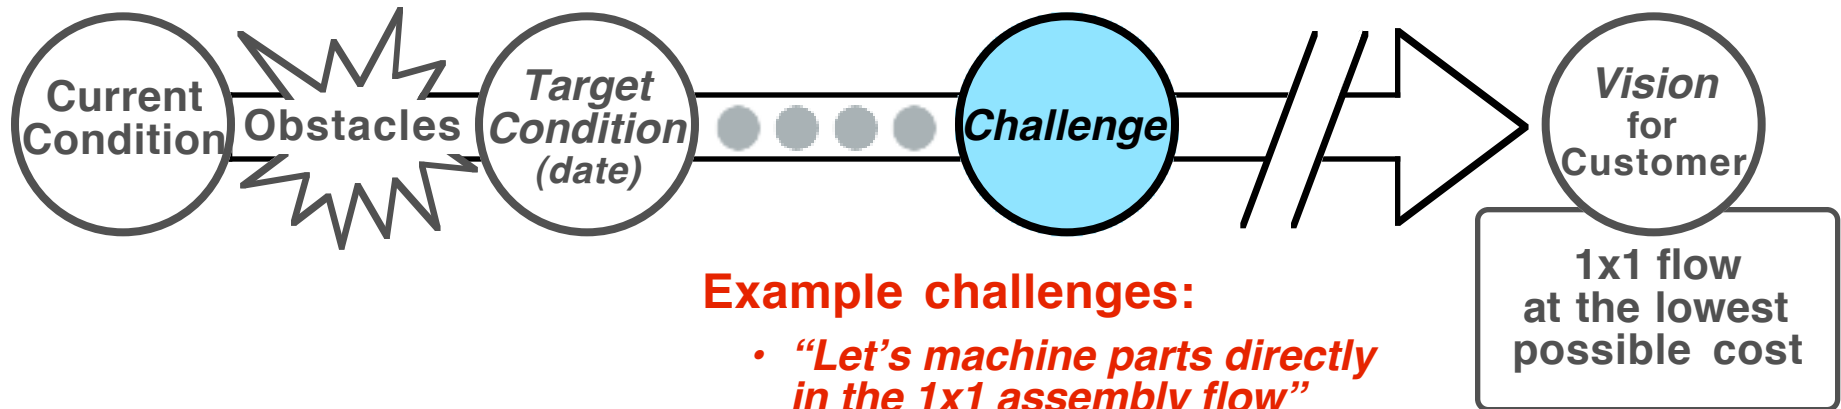 Current
Condition
Obstacles
Target
Condition
(date)
Challenge
Vision
for
Customer
1x1 flow
at the lowest
possible cost
Example challenges:
• “Let’s machine parts directly
in the 1x1 assembly flow”